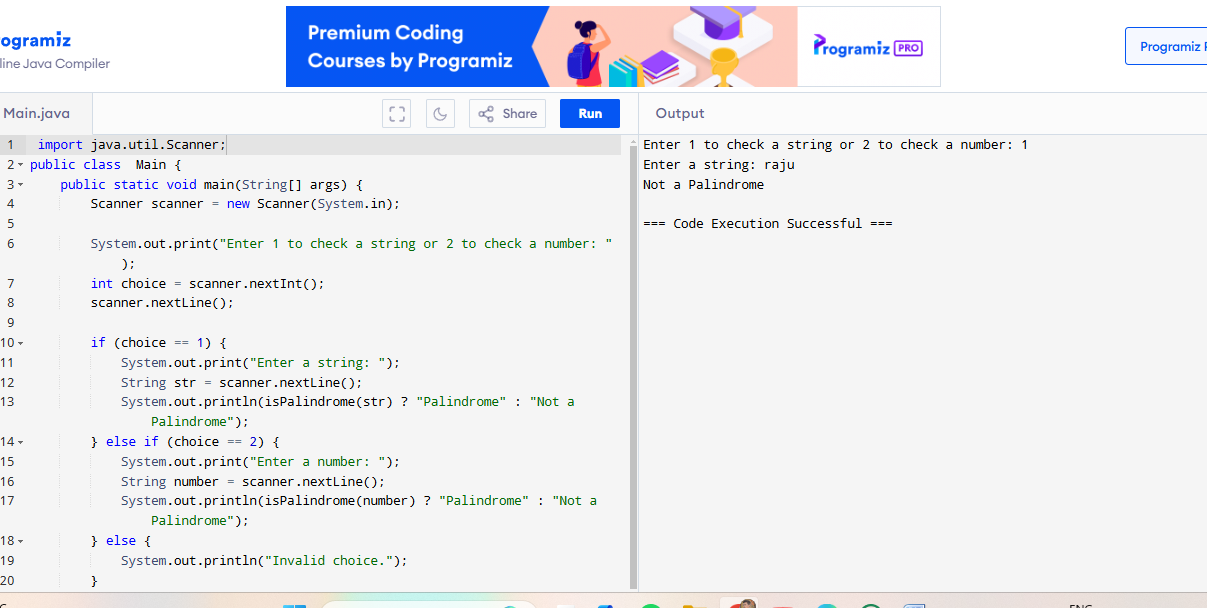 ogramiz
line Java Compiler
Premium Coding
Courses by Programiz
Programiz PRO
Programiz
Main.java
Share
Run
Output
1 import java.util.Scanner;
2 public class  Main {
3 public static void main(String[] args) {
4 Scanner scanner = new Scanner(System.in);
5
6 System.out.print("Enter 1 to check a string or 2 to check a number: "
);
7 int choice = scanner.nextInt();
8 scanner.nextLine();
9
10 if (choice == 1) {
11 System.out.print("Enter a string: ");
12 String str = scanner.nextLine();
13 System.out.println(isPalindrome(str) ? "Palindrome" : "Not a
Palindrome");
14 } else if (choice == 2) {
15 System.out.print("Enter a number: ");
16 String number = scanner.nextLine();
17 System.out.println(isPalindrome(number) ? "Palindrome" : "Not a
Palindrome");
18 } else {
19 System.out.println("Invalid choice.");
20 }
Enter 1 to check a string or 2 to check a number: 1
Enter a string: raju
Not a Palindrome
=== Code Execution Successful ===
ENG